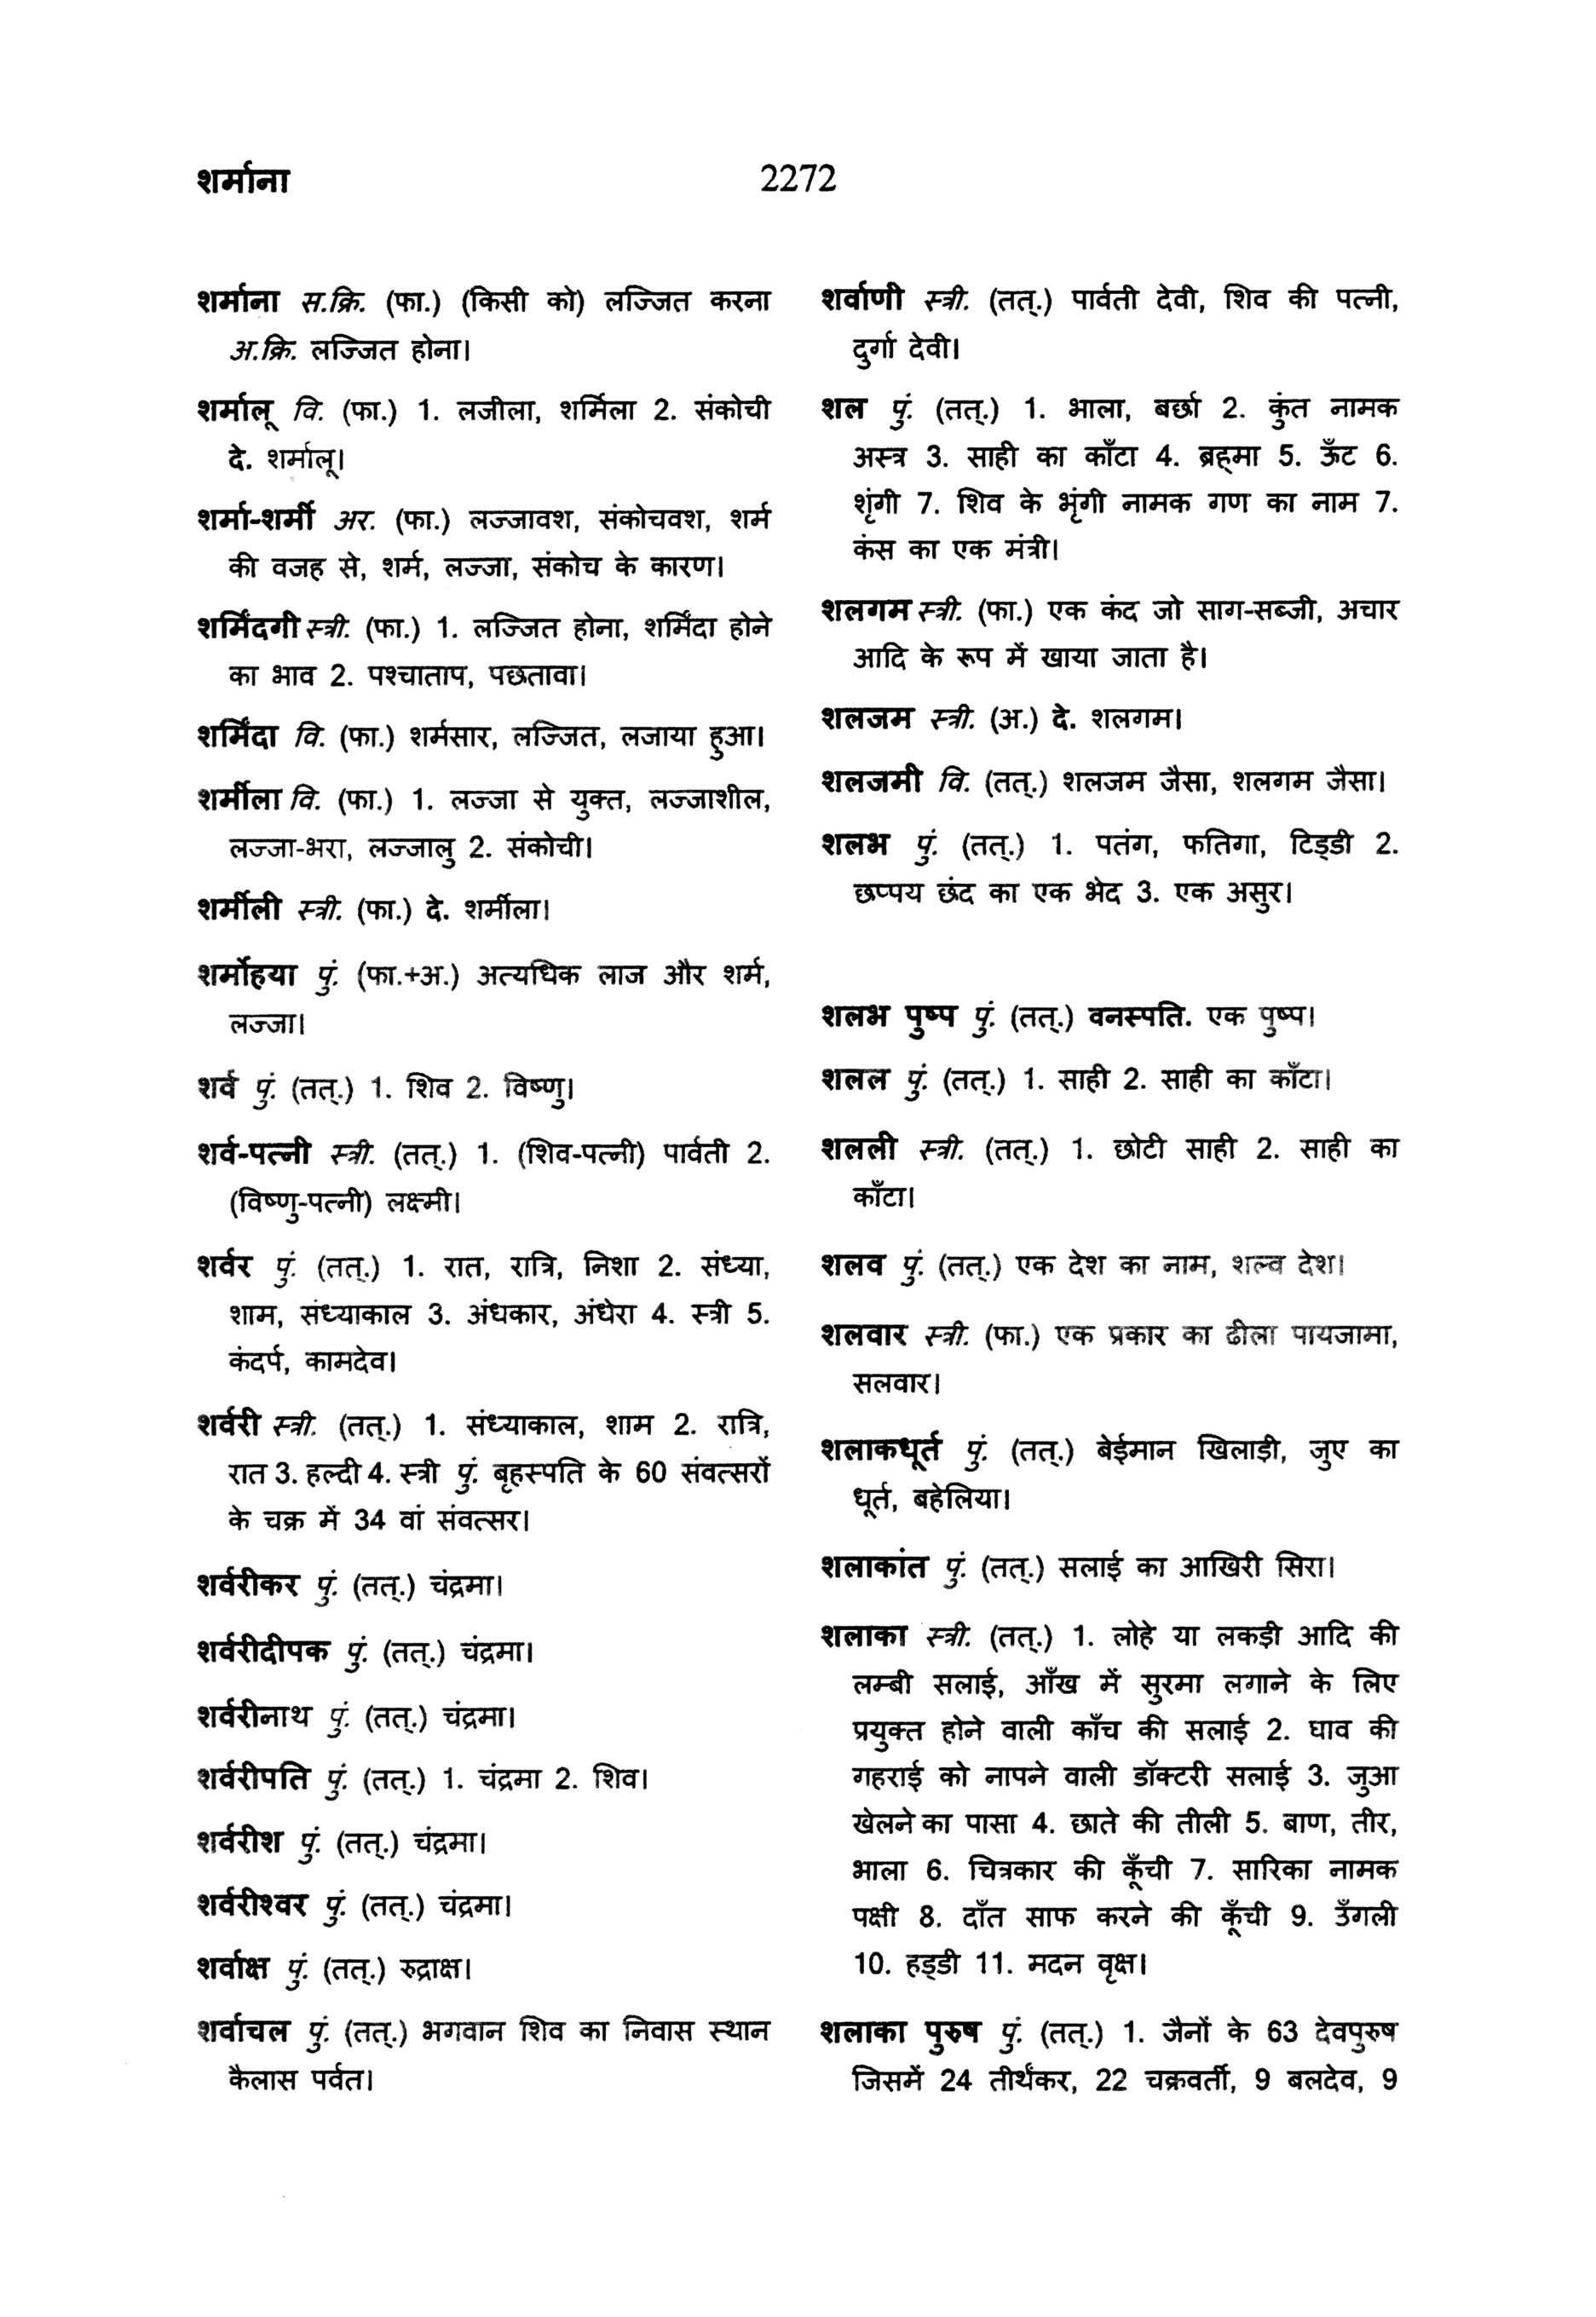 शर्माना
2272
शर्माना स.क्रि. (फा.) (किसी को) लज्जित करना
अ.क्रि. लज्जित होना।
शर्मालू वि. (फा.) 1. लजीला, शर्मिला 2. संकोची
दे. शर्मालू।
शर्मा-शर्मी अर. (फा.) लज्जावश, संकोचवश, शर्म
की वजह से, शर्म, लज्जा, संकोच के कारण।
शर्मिंदगी स्त्री. (फा.) 1. लज्जित होना, शर्मिंदा होने
का भाव 2. पश्चाताप, पछतावा।
शर्मिंदा वि. (फा.) शर्मसार, लज्जित, लजाया हुआ।
शर्मीला वि. (फा.) 1. लज्जा से युक्त, लज्जाशील,
लज्जा-भरा, लज्जालु 2. संकोची।
शर्मीली स्त्री. (फा.) दे. शर्मीला।
शर्मोहया पुं. (फा.+अ.) अत्यधिक लाज और शर्म,
लज्जा।
शर्व पुं. (तत्.) 1. शिव 2. विष्णु।
शर्व-पत्नी स्त्री. (तत्.) 1. (शिव-पत्नी) पार्वती 2.
(विष्णु-पत्नी) लक्ष्मी।
शर्वर पुं. (तत्.) 1. रात, रात्रि, निशा 2. संध्या,
शाम, संध्याकाल 3. अंधकार, अंधेरा 4. स्त्री 5.
कंदर्प, कामदेव।
शर्वरी स्त्री. (तत्.) 1. संध्याकाल, शाम 2. रात्रि,
रात 3. हल्दी 4. स्त्री पुं. बृहस्पति के 60 संवत्सरों
के चक्र में 34 वां संवत्सर।
शर्वरीकर पुं. (तत्.) चंद्रमा।
शर्वरीदीपक पुं. (तत्.) चंद्रमा।
शर्वरीनाथ पुं. (तत्.) चंद्रमा।
शर्वरीपति पुं. (तत्.) 1. चंद्रमा 2. शिव।
शर्वरीश पुं. (तत्.) चंद्रमा।
शर्वरीश्वर पुं. (तत्.) चंद्रमा।
शर्वाक्ष पुं. (तत्.) रुद्राक्ष।
शर्वाचल पुं. (तत्.) भगवान शिव का निवास स्थान
कैलास पर्वत।
शर्वाणी स्त्री. (तत्.) पार्वती देवी, शिव की पत्नी,
दुर्गा देवी।
शल पुं. (तत्.) 1. भाला, बर्छा 2. कुंत नामक
अस्त्र 3. साही का काँटा 4. ब्रह्मा 5. ऊँट 6.
शृंगी 7. शिव के भृंगी नामक गण का नाम 7.
कंस का एक मंत्री।
शलगम स्त्री. (फा.) एक कंद जो साग-सब्जी, अचार
आदि के रूप में खाया जाता है।
शलजम स्त्री. (अ.) दे. शलगम।
शलजमी वि. (तत्.) शलजम जैसा, शलगम जैसा।
शलभ पुं. (तत्.) 1. पतंग, फतिगा, टिड्डी 2.
छप्पय छंद का एक भेद 3. एक असुर।
शलभ पुष्प पुं. (तत्.) वनस्पति. एक पुष्प।
शलल पुं. (तत्.) 1. साही 2. साही का काँटा।
शलली स्त्री. (तत्.) 1. छोटी साही 2. साही का
काँटा।
शलव पुं. (तत्.) एक देश का नाम, शल्व देश।
शलवार स्त्री. (फा.) एक प्रकार का ढीला पायजामा,
सलवार।
शलाकधूर्त पुं. (तत्.) बेईमान खिलाड़ी, जुए का
धूर्त, बहेलिया।
शलाकांत पुं. (तत्.) सलाई का आखिरी सिरा।
शलाका स्त्री. (तत्.) 1. लोहे या लकड़ी आदि की
लम्बी सलाई, आँख में सुरमा लगाने के लिए
प्रयुक्त होने वाली काँच की सलाई 2. घाव की
गहराई को नापने वाली डॉक्टरी सलाई 3. जुआ
खेलने का पासा 4. छाते की तीली 5. बाण, तीर,
भाला 6. चित्रकार की कूँची 7. सारिका नामक
पक्षी 8. दाँत साफ करने की कूँची 9. उँगली
10. हड्डी 11. मदन वृक्ष।
शलाका पुरुष पुं. (तत्.) 1. जैनों के 63 देवपुरुष
जिसमें 24 तीर्थंकर, 22 चक्रवर्ती, 9 बलदेव, 9